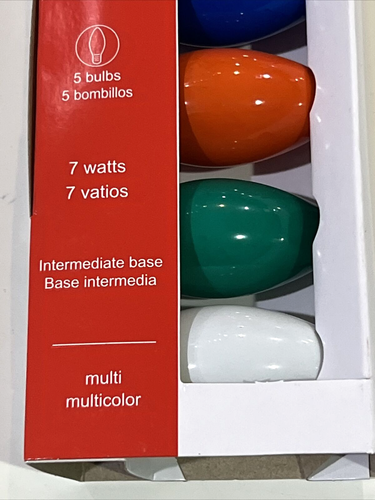 5 bulbs
5 bombillos
7 watts
7 vatios
Intermediate base
Base intermedia
multi
multicolor